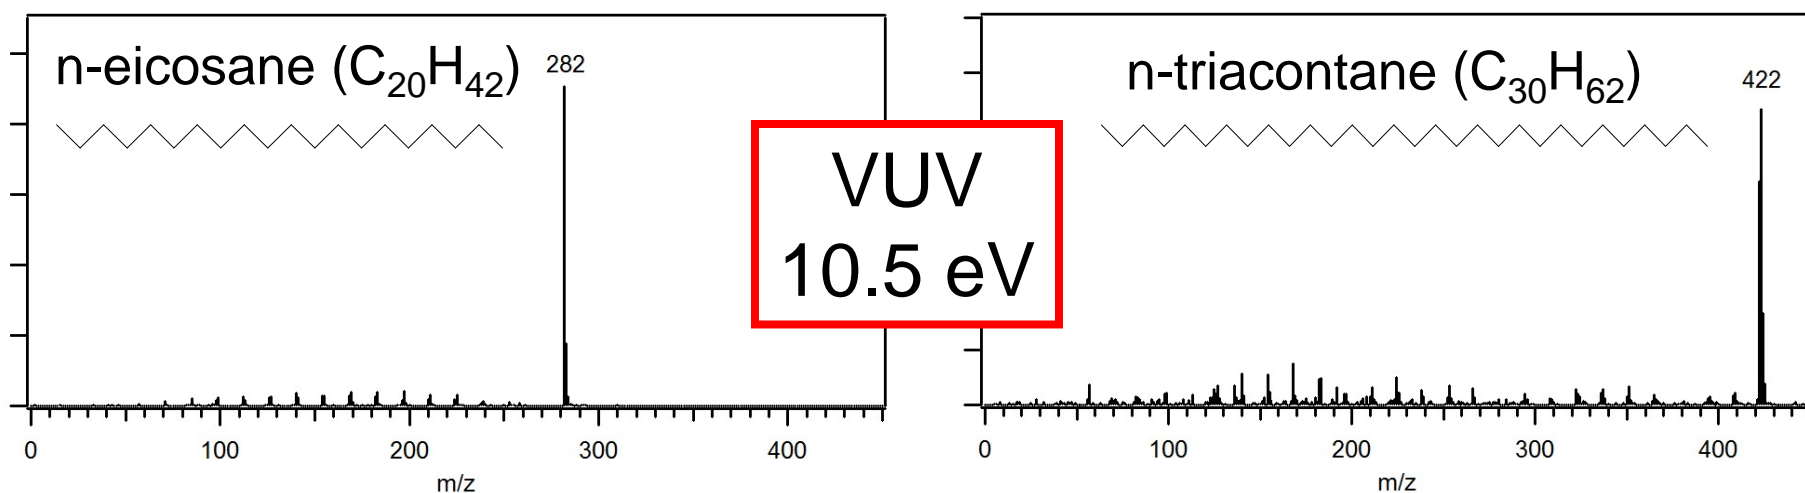 n-eicosane (C20H42)
282
0 100 200 300 400
m/z
VUV
10.5 eV
n-triacontane (C30H62)
422
0 100 200 300 400
m/z